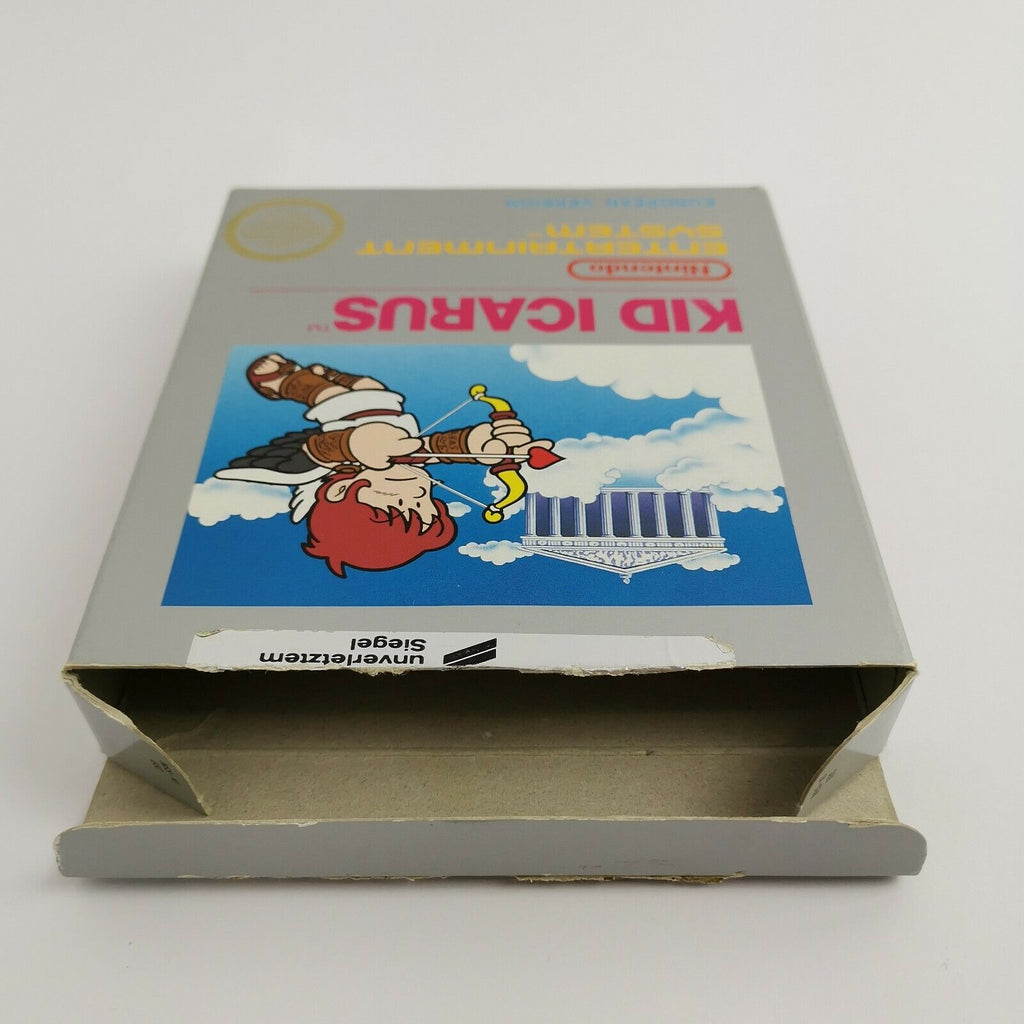 unverletztem
Siegel
KID ICARUS™
Nintendo
ENTERTAINMENT
SYSTEM™
EUROPEAN VERSION